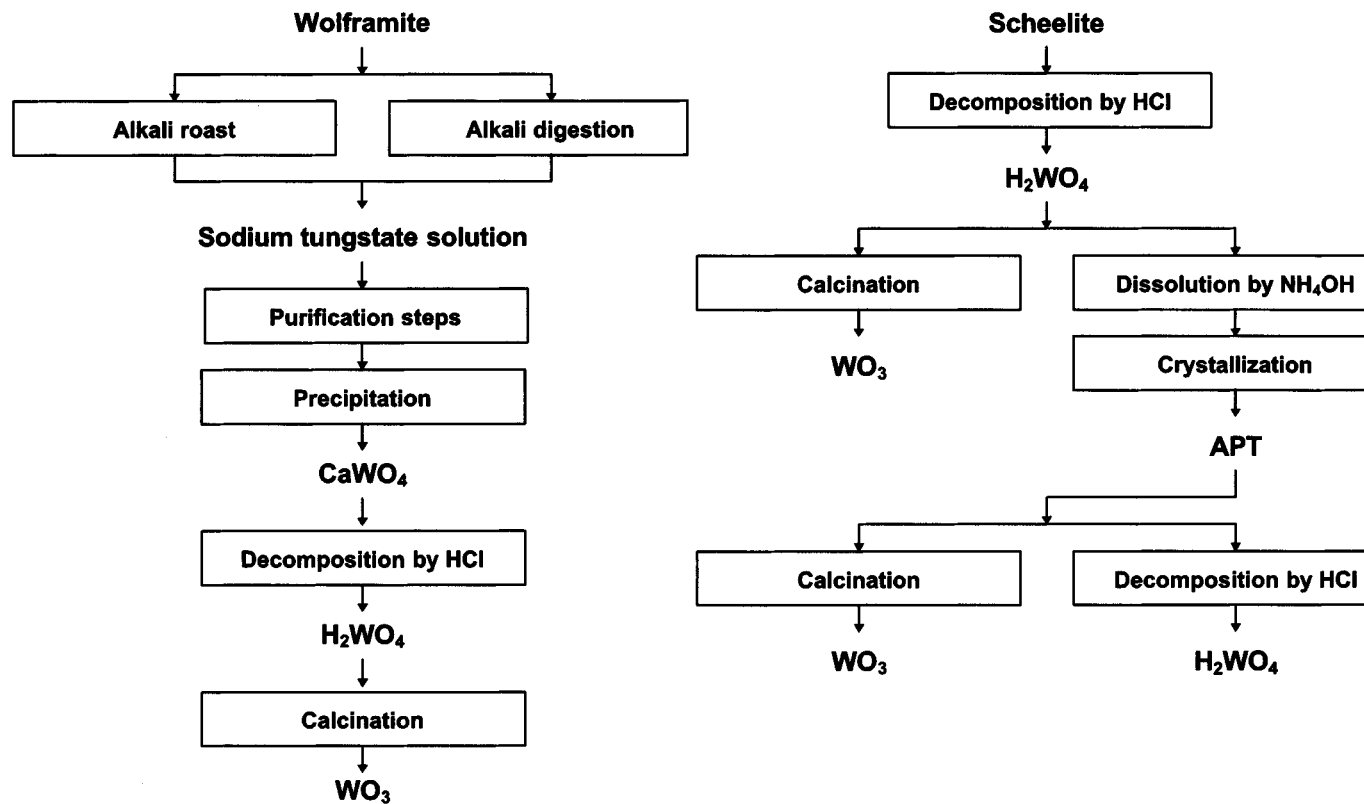 Wolframite
Alkali roast
Alkali digestion
Sodium tungstate solution
Purification steps
Precipitation
CaWO₄
Decomposition by HCl
H₂WO₄
Calcination
WO₃
Scheelite
Decomposition by HCl
H₂WO₄
Calcination
WO₃
Dissolution by NH₄OH
Crystallization
APT
Calcination
WO₃
Decomposition by HCl
H₂WO₄